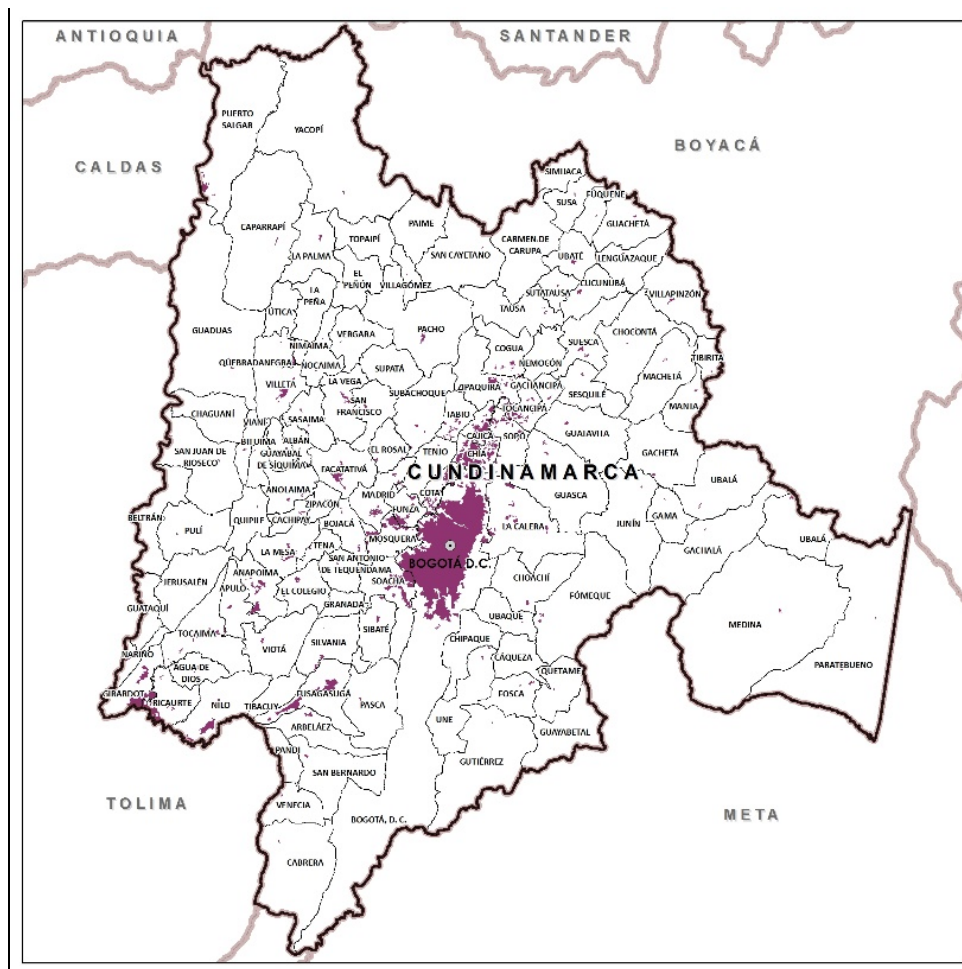 ANTIOQUIA
SANTANDER
BOYACÁ
CALDAS
PUERTO
SALGAR
YACOPÍ
SIMIJACA
SUSA
FÚQUENE
GUACHETÁ
CAPARRAPÍ
TOPAIPÍ
PAIME
SAN CAYETANO
CARMEN DE
CARUPA
UBATÉ
LENGUAZAQUE
LA PALMA
EL
PEÑÓN
VILLAGÓMEZ
CUCUNUBÁ
SUTATAUSA
VILLAPINZÓN
LA
PEÑA
TAUSA
ÚTICA
GUADUAS
VERGARA
PACHO
CHOCONTÁ
NIMAIMA
COGUA
SUESCA
TIBIRITA
QUEBRADANEGRA
NOCAIMA
SUPATÁ
NEMOCÓN
MACHETÁ
VILLETA
LA VEGA
SUBACHOQUE
ZIPAQUIRÁ
GACHANCIPÁ
SESQUILÉ
CHAGUANÍ
SAN
FRANCISCO
TABIO
TOCANCIPÁ
MANTA
VIANÍ
SASAIMA
GUATAVITA
BITUIMA
ALBÁN
EL ROSAL
TENJO
CAJICÁ
SOPÓ
SAN JUAN DE
RIOSECO
GUAYABAL
DE SÍQUIMA
CHÍA
GACHETÁ
FACATATIVÁ
CUNDINAMARCA
UBALÁ
ANOLAIMA
MADRID
COTA
GUASCA
ZIPACÓN
FUNZA
BELTRÁN
PULÍ
QUIPILE
CACHIPAY
BOJACÁ
LA CALERA
JUNÍN
GAMA
MOSQUERA
UBALÁ
LA MESA
TENA
SAN ANTONIO
DE TEQUENDAMA
BOGOTÁ D.C.
GACHALÁ
JERUSALÉN
ANAPOIMA
SOACHA
CHOACHÍ
APULO
EL COLEGIO
FÓMEQUE
GUATAQUÍ
GRANADA
UBAQUE
MEDINA
TOCAIMA
SIBATÉ
CHIPAQUE
NARIÑO
VIOTÁ
SILVANIA
CÁQUEZA
AGUA DE
DIOS
QUETAME
PARATEBUENO
GIRARDOT
RICAURTE
NILO
TIBACUY
FUSAGASUGÁ
PASCA
FOSCA
UNE
ARBELÁEZ
GUAYABETAL
PANDI
GUTIÉRREZ
SAN BERNARDO
TOLIMA
VENECIA
BOGOTÁ, D. C.
META
CABRERA